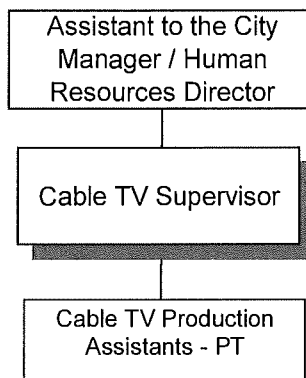 Assistant to the City
Manager / Human
Resources Director
Cable TV Supervisor
Cable TV Production
Assistants - PT